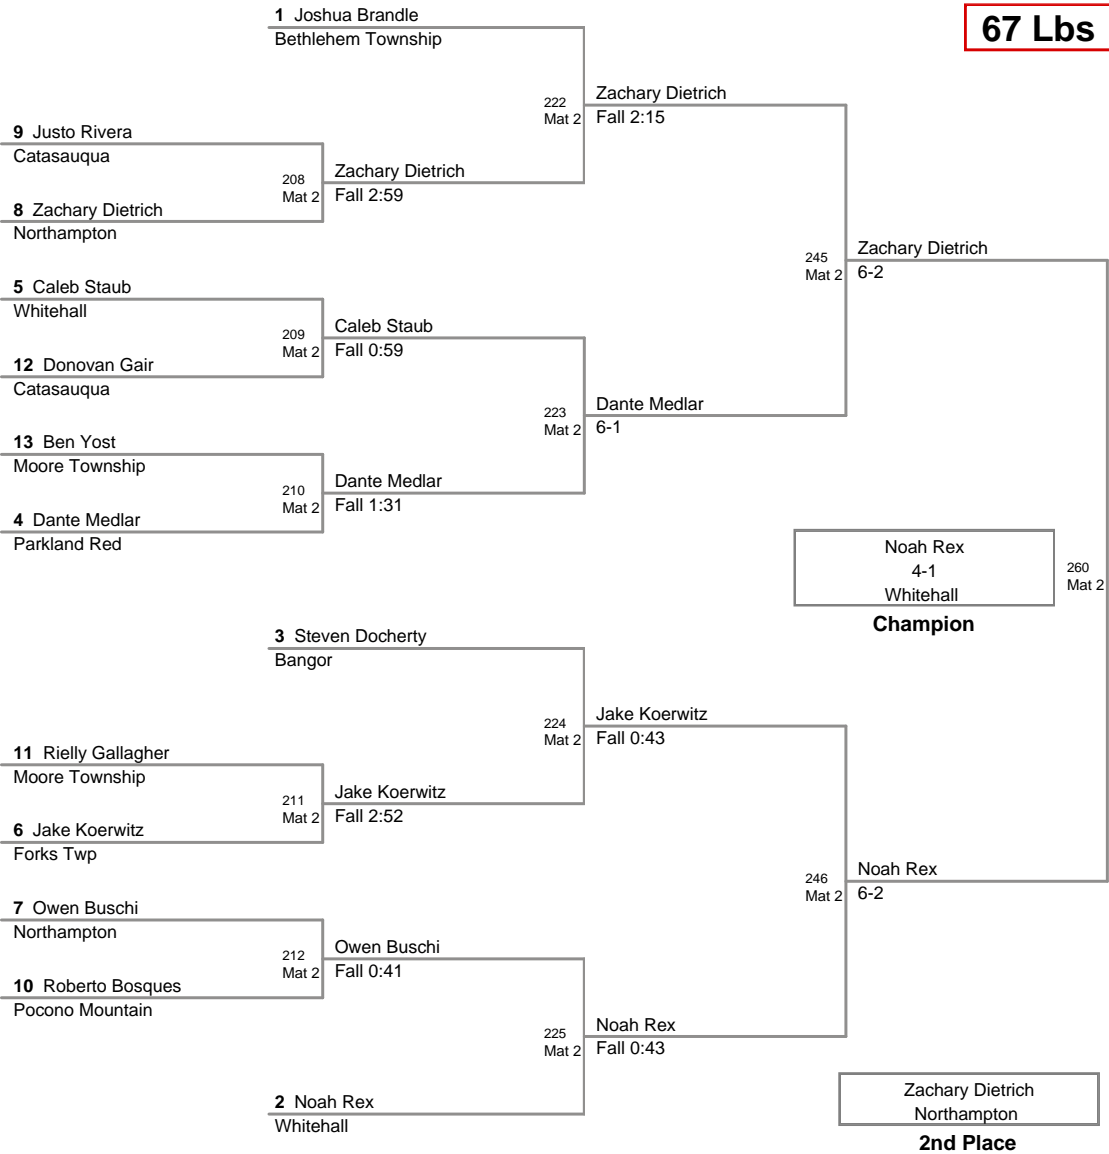 1 Joshua Brandle
Bethlehem Township
67 Lbs
222
Mat 2
Zachary Dietrich
Fall 2:15
9 Justo Rivera
Catasauqua
208
Mat 2
Zachary Dietrich
Fall 2:59
8 Zachary Dietrich
Northampton
245
Mat 2
Zachary Dietrich
6-2
5 Caleb Staub
Whitehall
209
Mat 2
Caleb Staub
Fall 0:59
12 Donovan Gair
Catasauqua
223
Mat 2
Dante Medlar
6-1
13 Ben Yost
Moore Township
210
Mat 2
Dante Medlar
Fall 1:31
4 Dante Medlar
Parkland Red
Noah Rex
4-1
Whitehall
Champion
260
Mat 2
3 Steven Docherty
Bangor
224
Mat 2
Jake Koerwitz
Fall 0:43
11 Rielly Gallagher
Moore Township
211
Mat 2
Jake Koerwitz
Fall 2:52
6 Jake Koerwitz
Forks Twp
246
Mat 2
Noah Rex
6-2
7 Owen Buschi
Northampton
212
Mat 2
Owen Buschi
Fall 0:41
10 Roberto Bosques
Pocono Mountain
225
Mat 2
Noah Rex
Fall 0:43
2 Noah Rex
Whitehall
Zachary Dietrich
Northampton
2nd Place